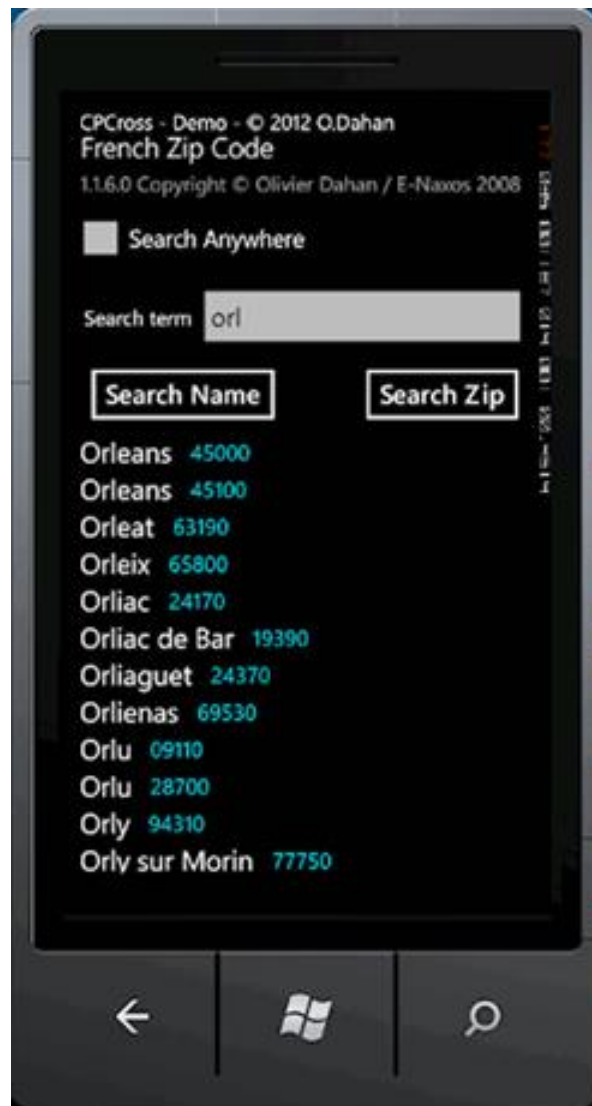 CPCross - Demo - © 2012 O.Dahan
French Zip Code
1.1.6.0 Copyright © Olivier Dahan / E-Naxos 2008
Search Anywhere
Search term orl
Search Name Search Zip
Orleans 45000
Orleans 45100
Orleat 63190
Orleix 65800
Orliac 24170
Orliac de Bar 19390
Orliaguet 24370
Orlienas 69530
Orlu 09110
Orlu 28700
Orly 94310
Orly sur Morin 77750